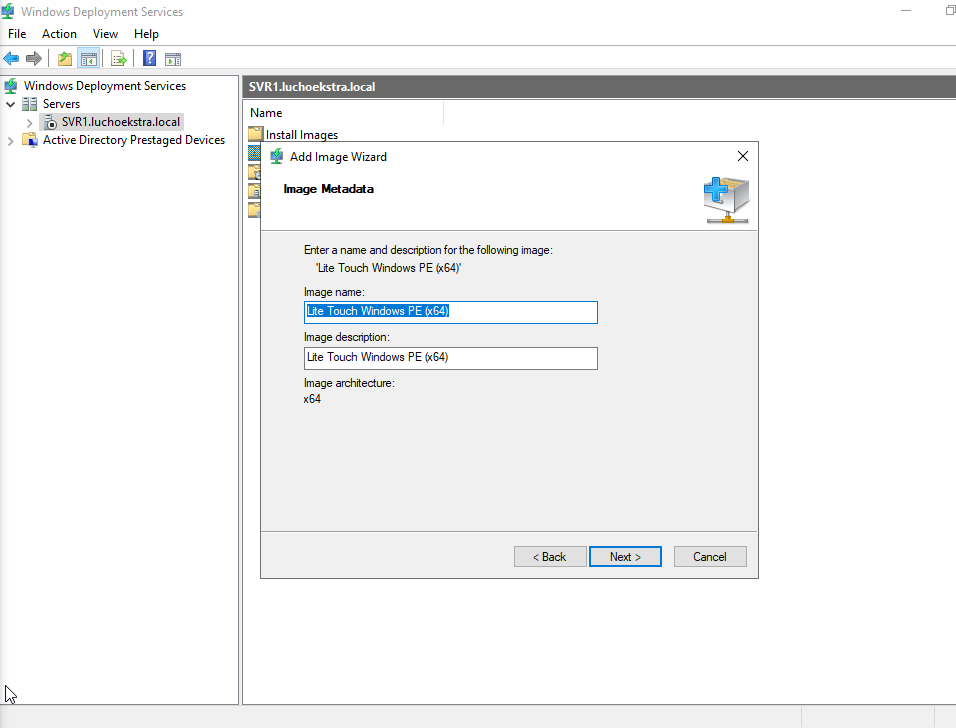 Windows Deployment Services
File Action View Help
Windows Deployment Services
Servers
SVR1.luchoekstra.local
Active Directory Prestaged Devices
SVR1.luchoekstra.local
Name
Install Images
Add Image Wizard
Image Metadata
Enter a name and description for the following image:
'Lite Touch Windows PE (x64)'
Image name:
Lite Touch Windows PE (x64)
Image description:
Lite Touch Windows PE (x64)
Image architecture:
x64
< Back Next > Cancel